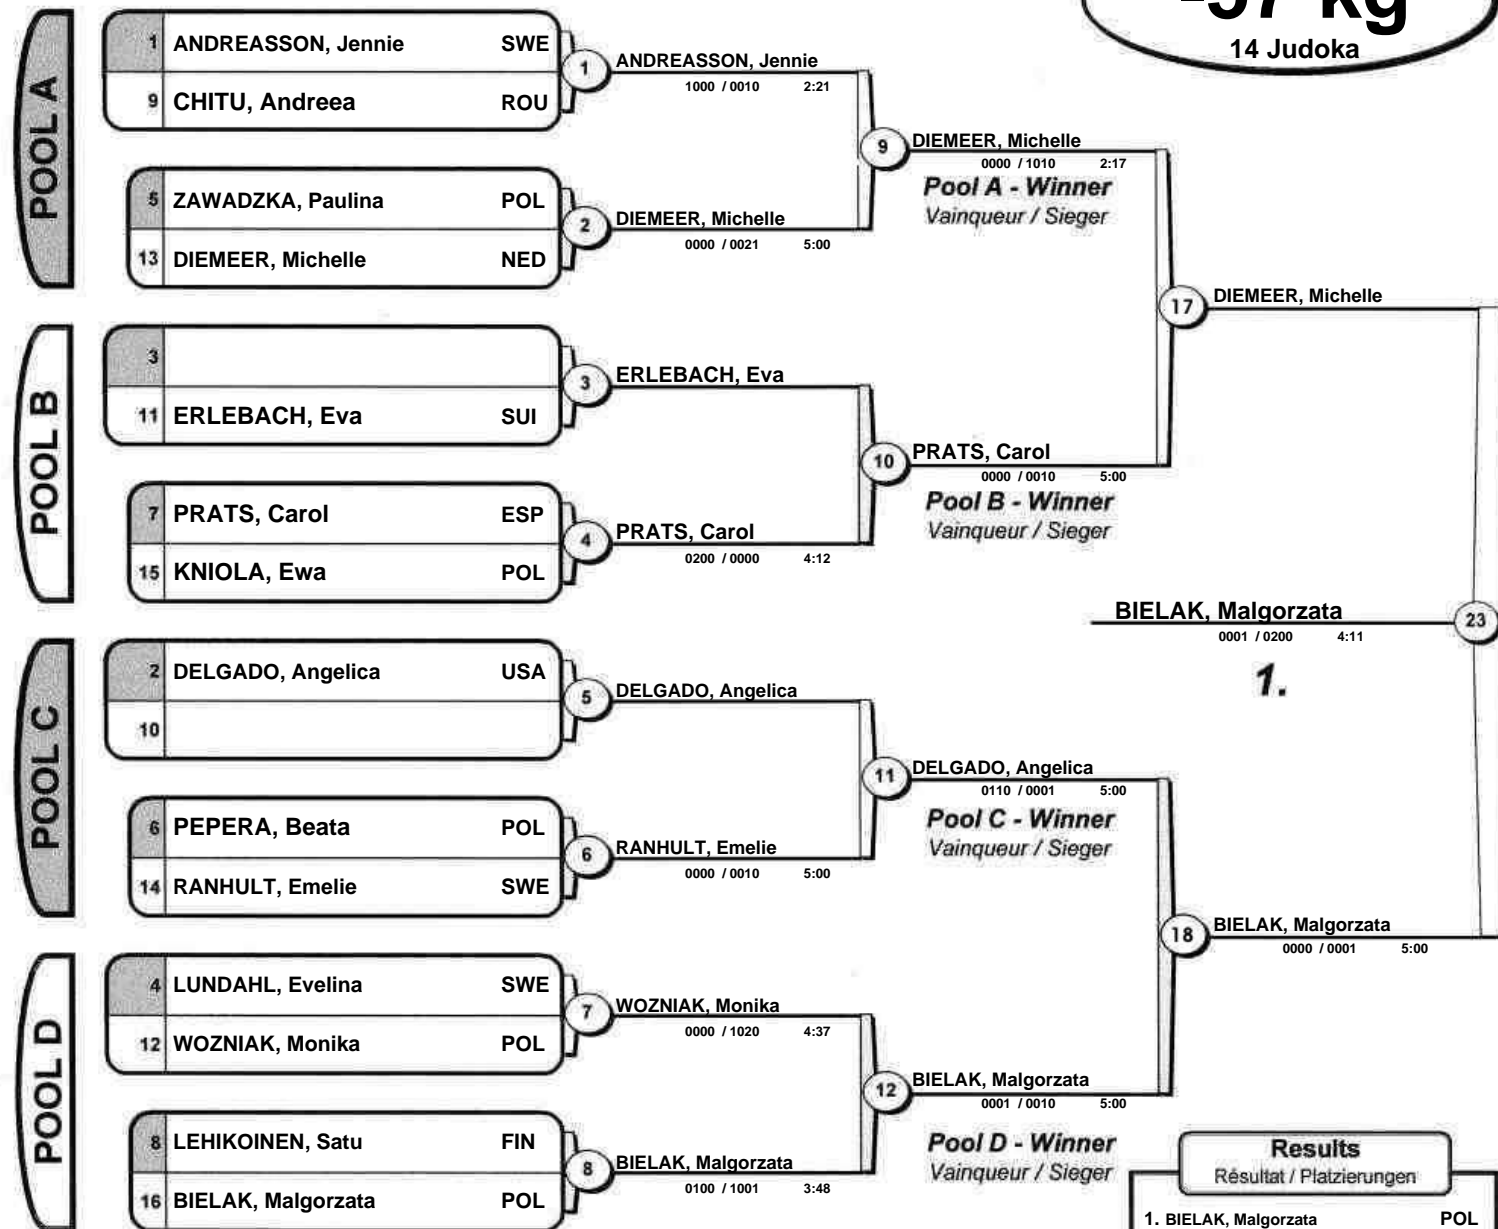 -57 kg
14 Judoka
POOL A
1 ANDREASSON, Jennie SWE
9 CHITU, Andreea ROU
1
ANDREASSON, Jennie
1000 / 0010 2:21
5 ZAWADZKA, Paulina POL
13 DIEMEER, Michelle NED
2
DIEMEER, Michelle
0000 / 0021 5:00
9
DIEMEER, Michelle
0000 / 1010 2:17
Pool A - Winner
Vainqueur / Sieger
POOL B
3
11 ERLEBACH, Eva SUI
3
ERLEBACH, Eva
7 PRATS, Carol ESP
15 KNIOLA, Ewa POL
4
PRATS, Carol
0200 / 0000 4:12
10
PRATS, Carol
0000 / 0010 5:00
Pool B - Winner
Vainqueur / Sieger
17
DIEMEER, Michelle
BIELAK, Malgorzata
0001 / 0200 4:11
23
1.
POOL C
2 DELGADO, Angelica USA
10
5
DELGADO, Angelica
6 PEPERA, Beata POL
14 RANHULT, Emelie SWE
6
RANHULT, Emelie
0000 / 0010 5:00
11
DELGADO, Angelica
0110 / 0001 5:00
Pool C - Winner
Vainqueur / Sieger
18
BIELAK, Malgorzata
0000 / 0001 5:00
POOL D
4 LUNDAHL, Evelina SWE
12 WOZNIAK, Monika POL
7
WOZNIAK, Monika
0000 / 1020 4:37
8 LEHIKOINEN, Satu FIN
16 BIELAK, Malgorzata POL
8
BIELAK, Malgorzata
0100 / 1001 3:48
12
BIELAK, Malgorzata
0001 / 0010 5:00
Pool D - Winner
Vainqueur / Sieger
Results
Résultat / Platzierungen
1. BIELAK, Malgorzata POL